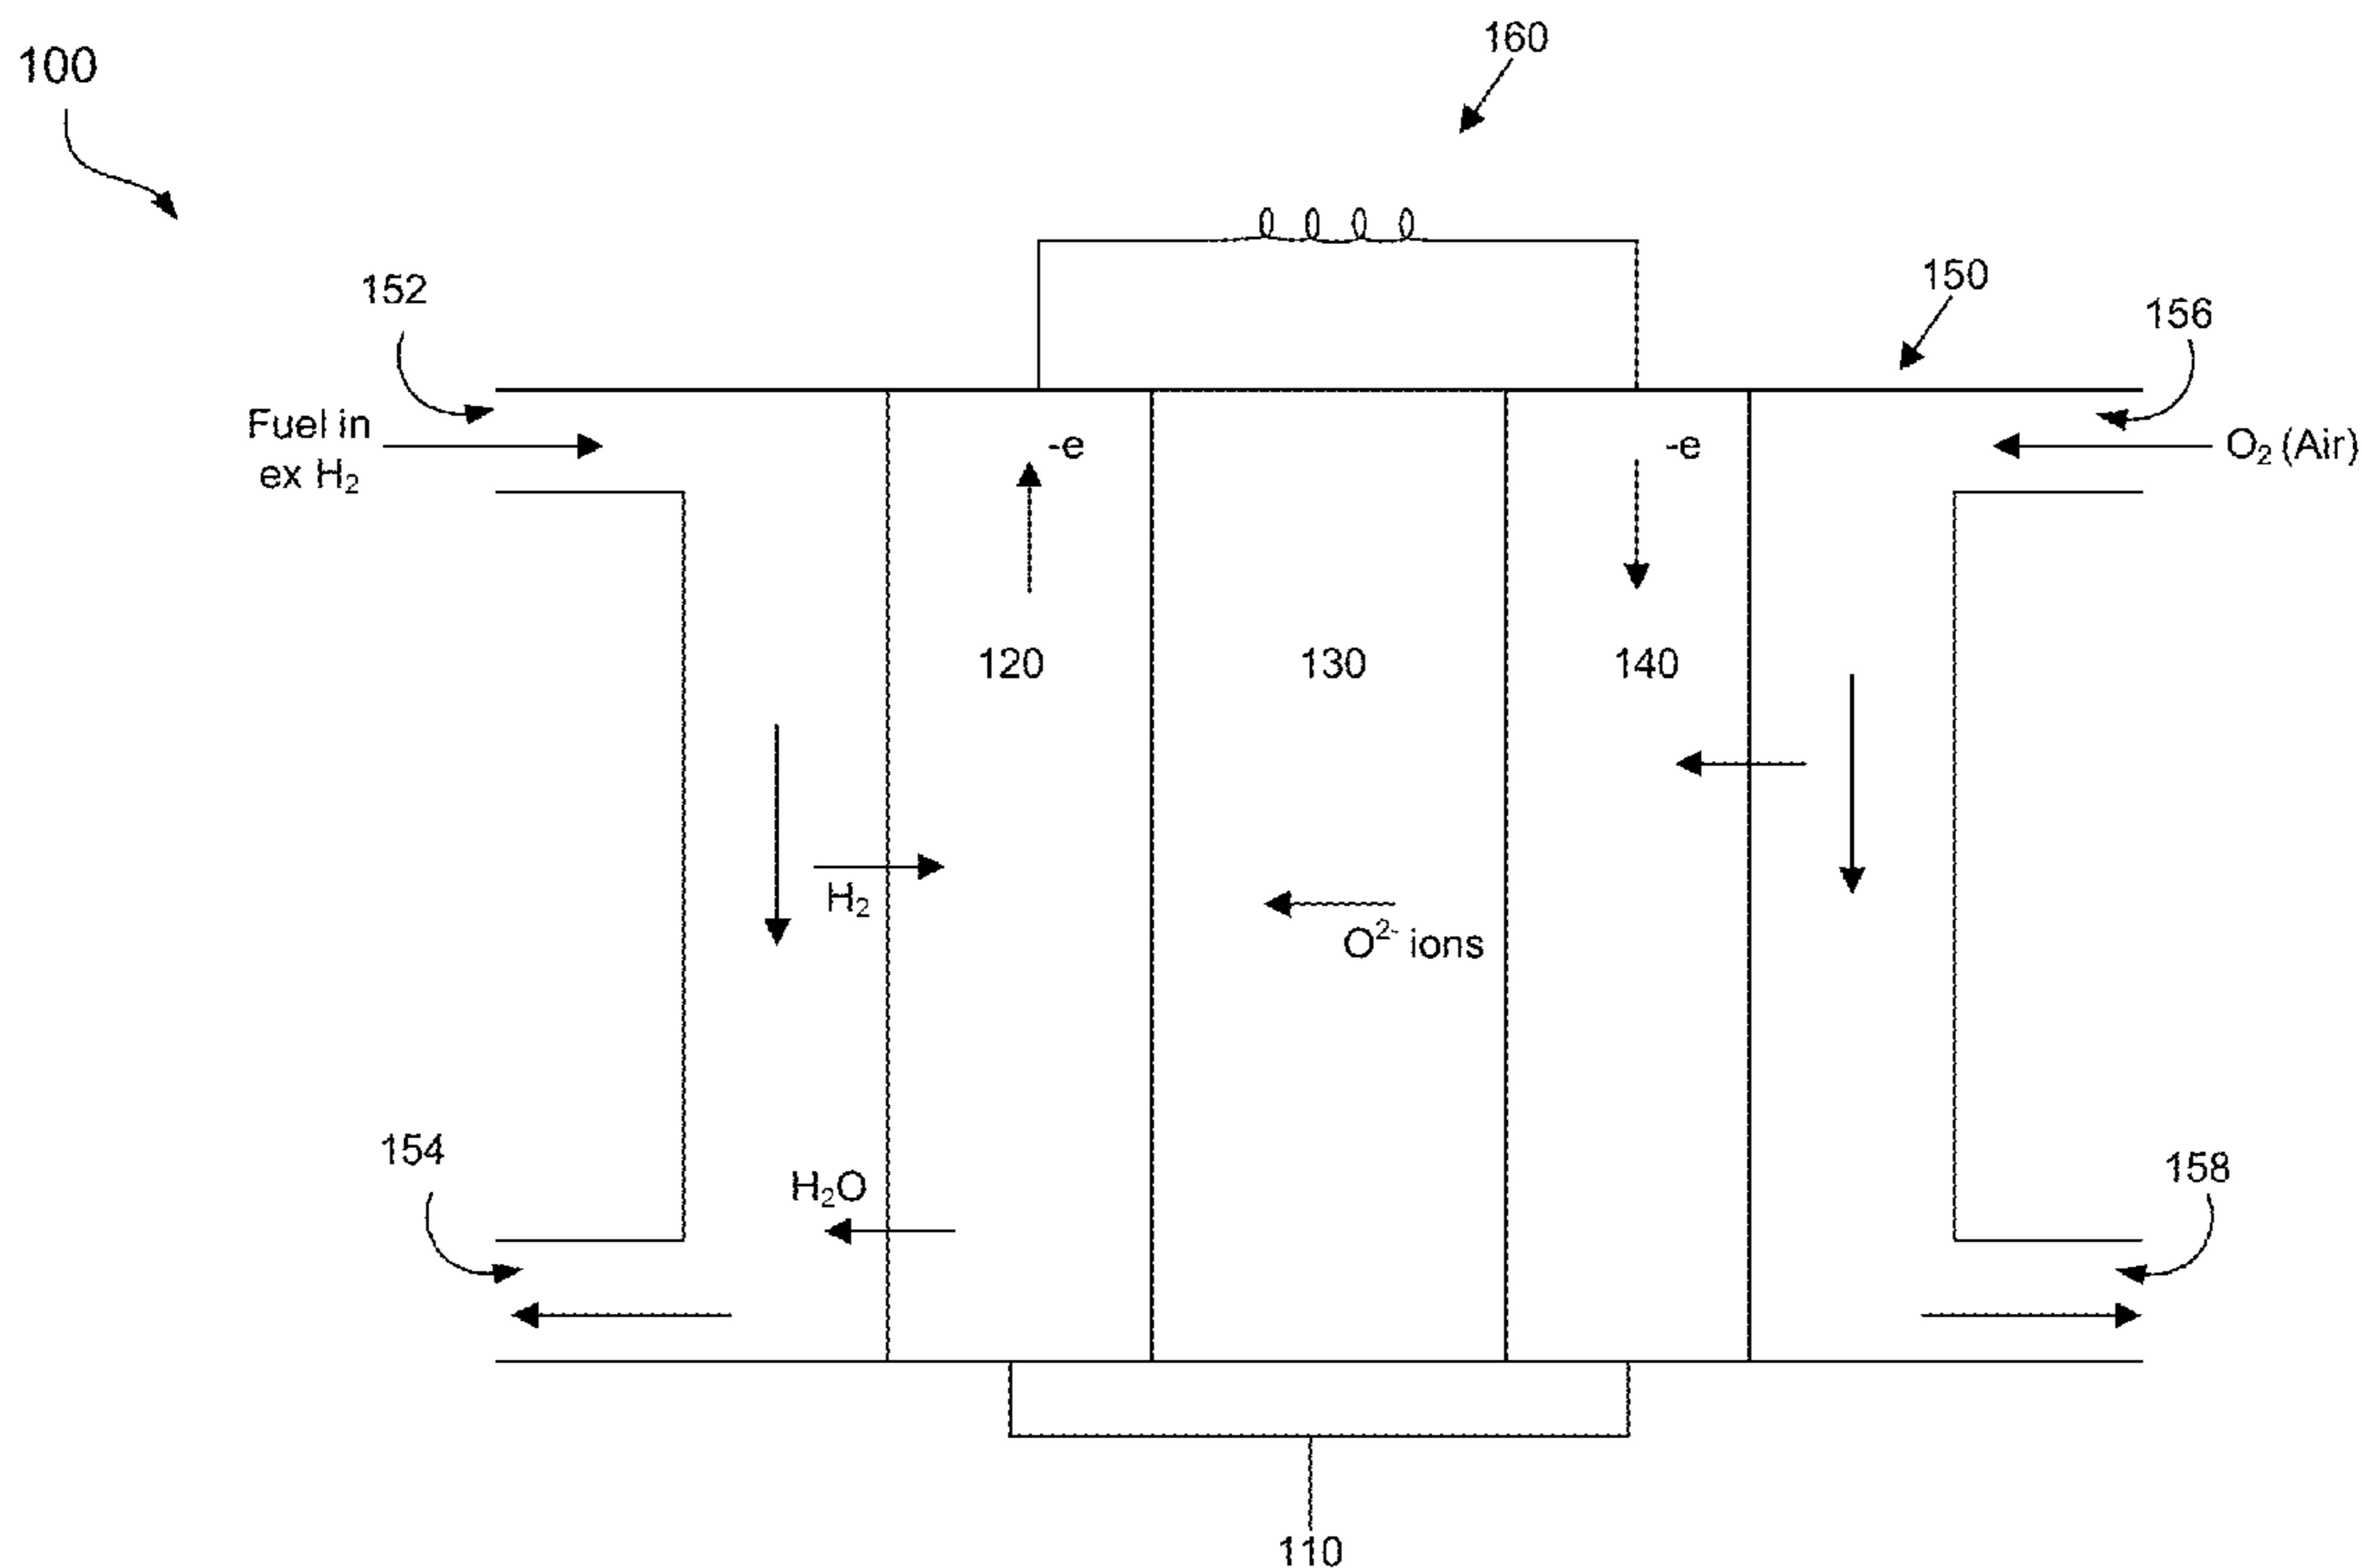 160
100
150
152
156
Fuel in
ex H₂
-e
-e
O₂ (Air)
120
130
140
H₂
O²⁻ ions
154
H₂O
158
110